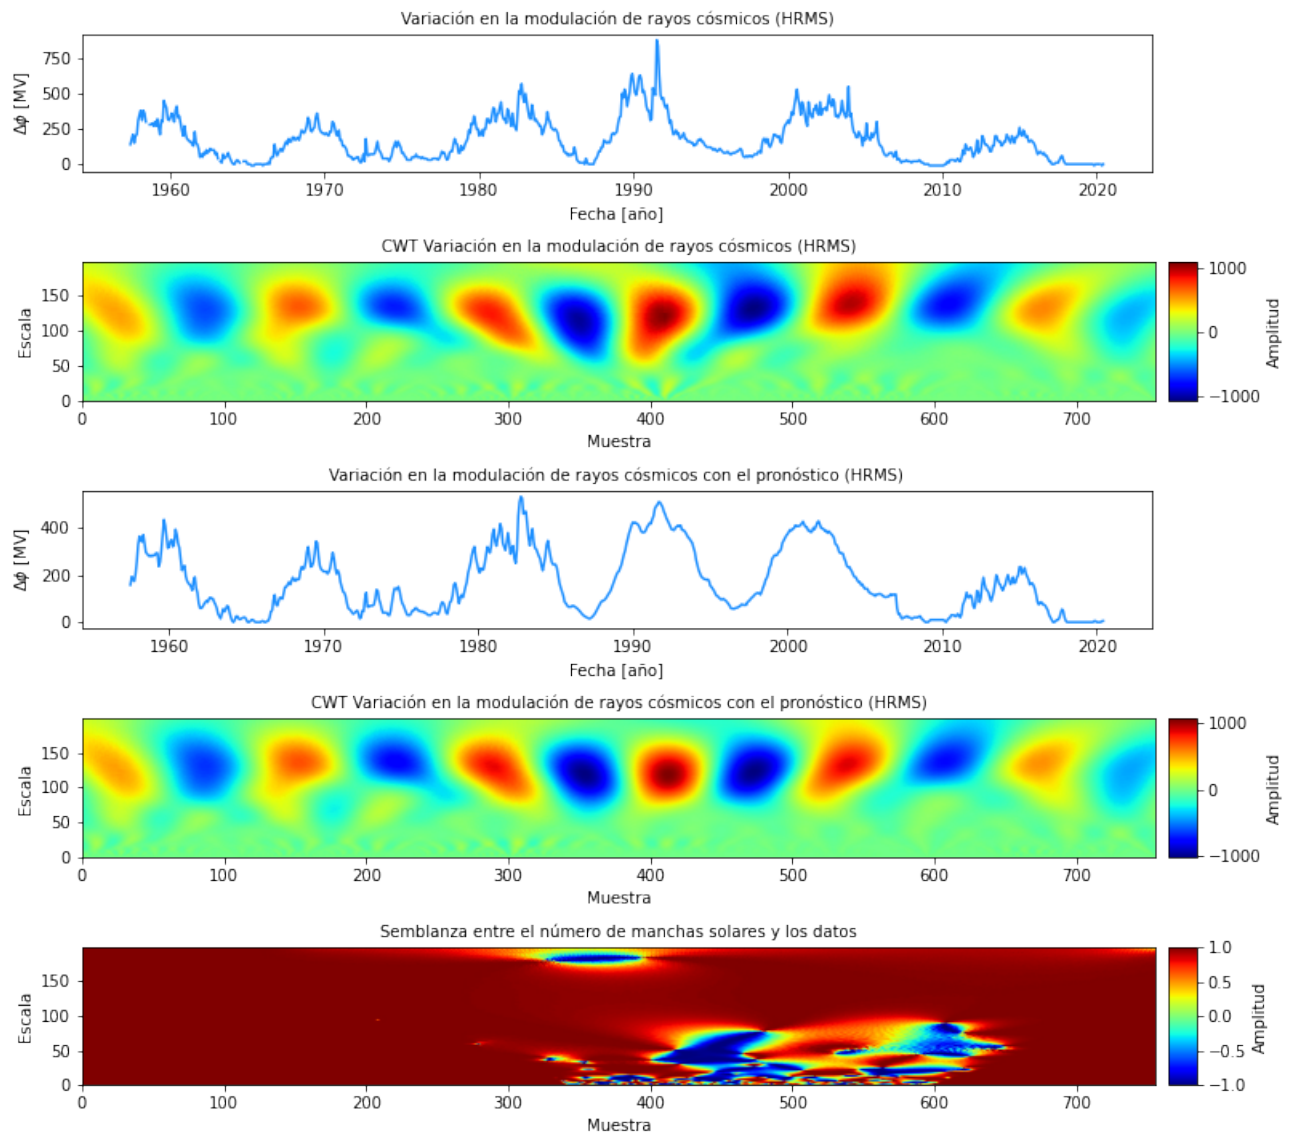 Variación en la modulación de rayos cósmicos (HRMS)
Δϕ [MV]
750
500
250
0
1960 1970 1980 1990 2000 2010 2020
Fecha [año]
CWT Variación en la modulación de rayos cósmicos (HRMS)
Escala
150
100
50
0
0 100 200 300 400 500 600 700
Muestra
1000
0
−1000
Amplitud
Variación en la modulación de rayos cósmicos con el pronóstico (HRMS)
Δϕ [MV]
400
200
0
1960 1970 1980 1990 2000 2010 2020
Fecha [año]
CWT Variación en la modulación de rayos cósmicos con el pronóstico (HRMS)
Escala
150
100
50
0
0 100 200 300 400 500 600 700
Muestra
1000
0
−1000
Amplitud
Semblanza entre el número de manchas solares y los datos
Escala
150
100
50
0
0 100 200 300 400 500 600 700
Muestra
1.0
0.5
0.0
−0.5
−1.0
Amplitud